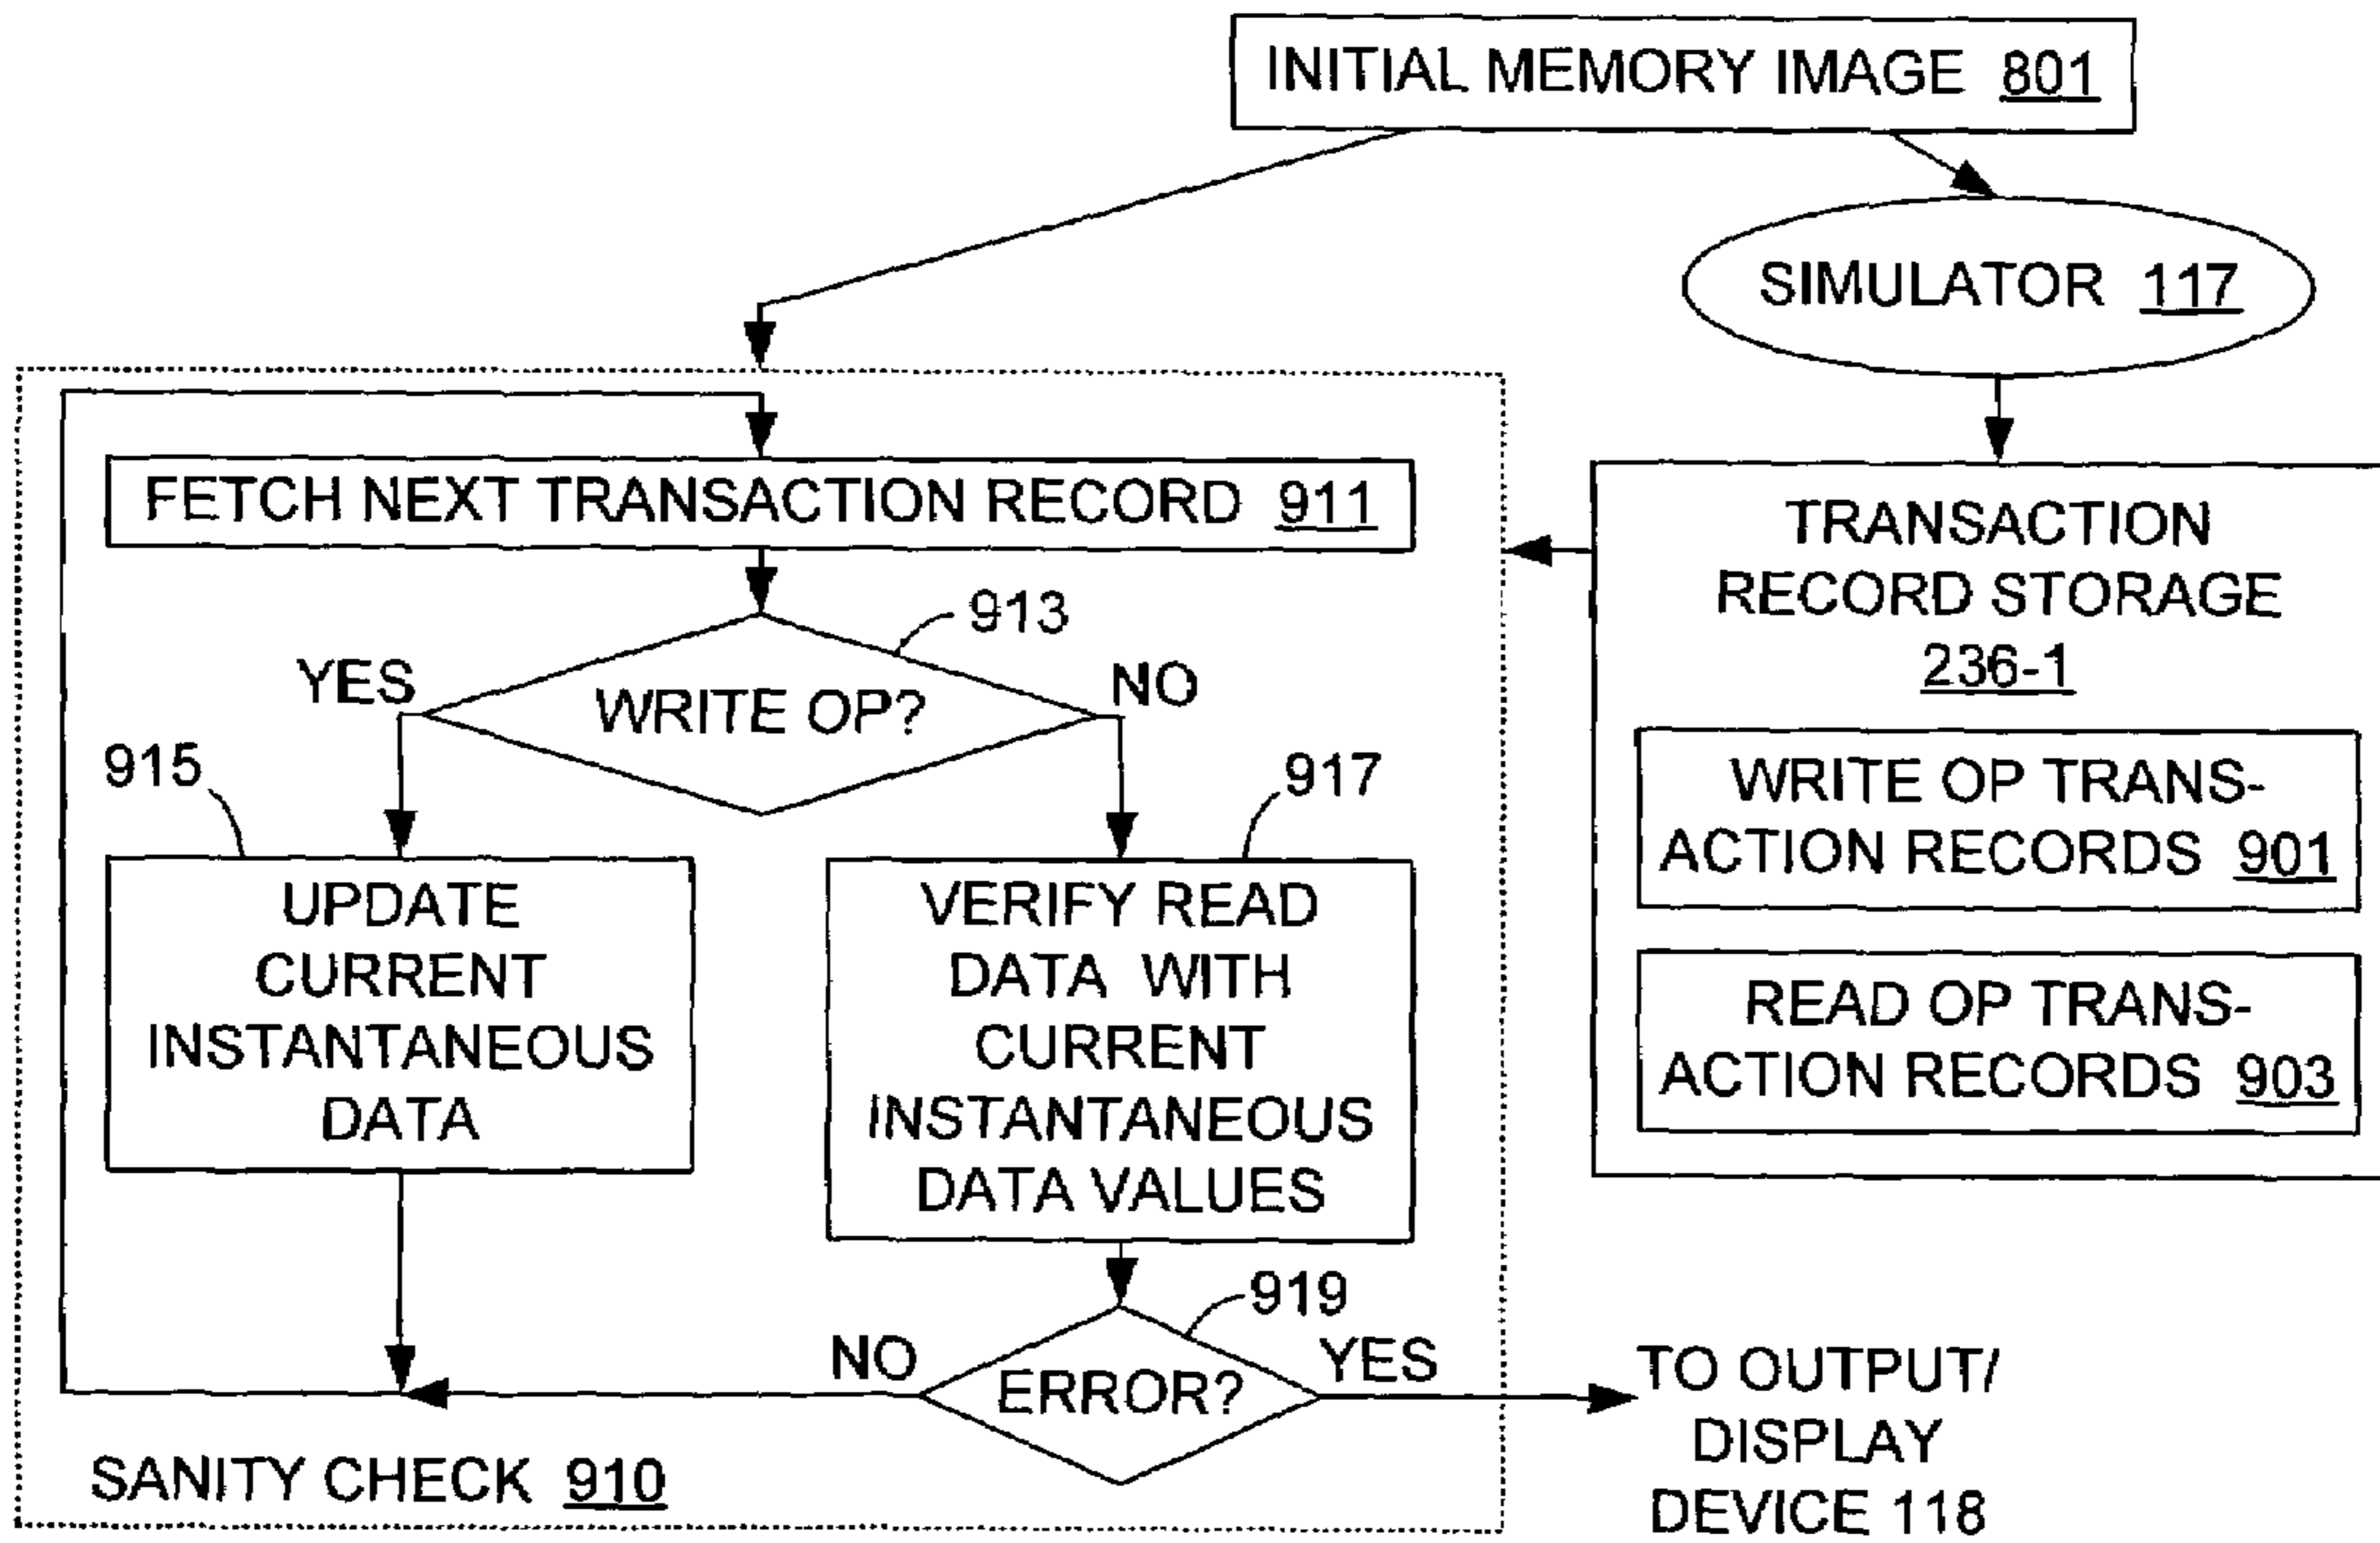 INITIAL MEMORY IMAGE 801
SIMULATOR 117
FETCH NEXT TRANSACTION RECORD 911
913
YES
WRITE OP?
NO
915
917
UPDATE
CURRENT
INSTANTANEOUS
DATA
VERIFY READ
DATA WITH
CURRENT
INSTANTANEOUS
DATA VALUES
919
NO
ERROR?
YES
SANITY CHECK 910
TRANSACTION
RECORD STORAGE
236-1
WRITE OP TRANS-
ACTION RECORDS 901
READ OP TRANS-
ACTION RECORDS 903
TO OUTPUT/
DISPLAY
DEVICE 118